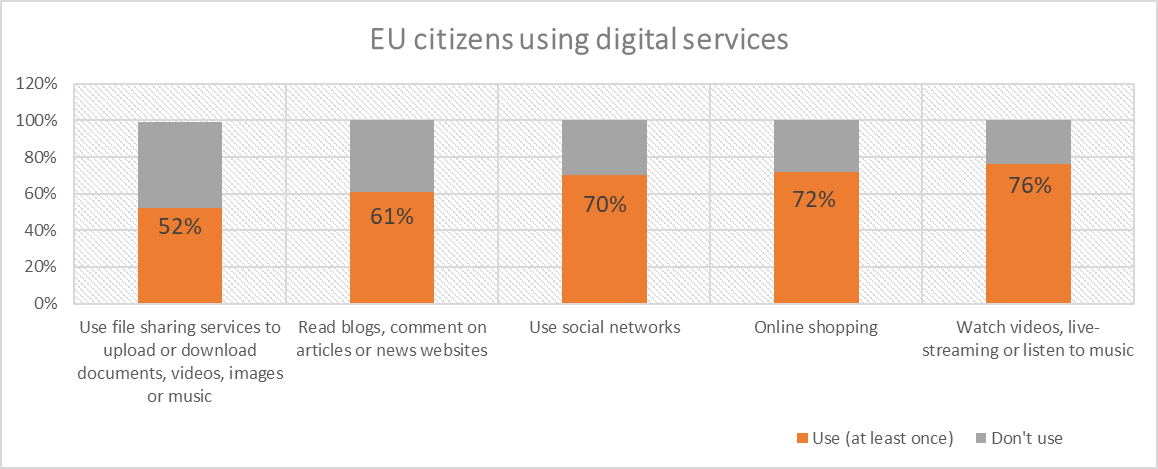 EU citizens using digital services
120%
100%
80%
60%
40%
20%
0%
52%
61%
70%
72%
76%
Use file sharing services to
upload or download
documents, videos, images
or music
Read blogs, comment on
articles or news websites
Use social networks
Online shopping
Watch videos, live-
streaming or listen to music
Use (at least once)
Don't use